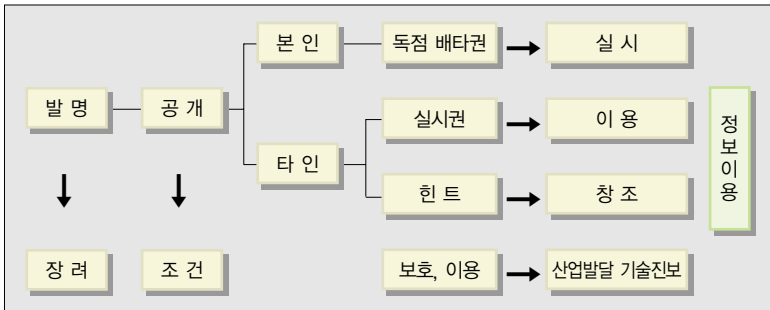 본 인
독점 배타권
실 시
발 명
공 개
실시권
이 용
타 인
힌 트
창 조
정보이용
장 려
조 건
보호, 이용
산업발달 기술진보